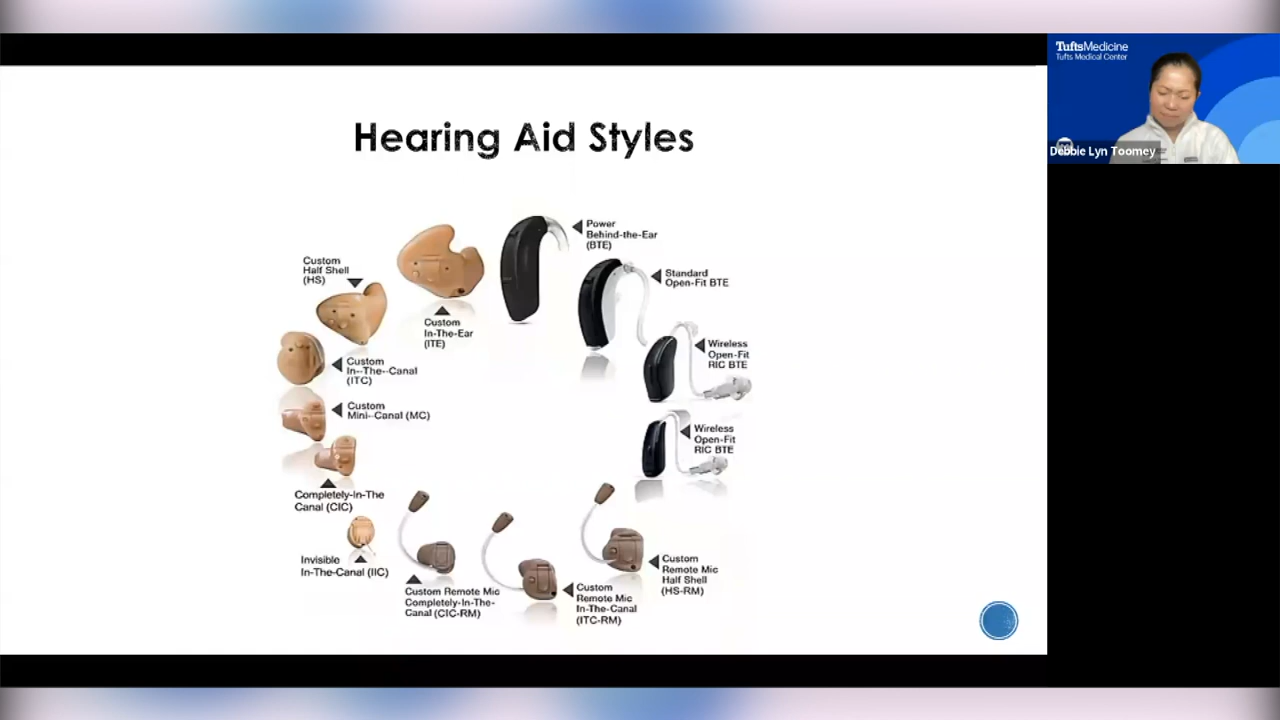 Hearing Aid Styles
Power
Behind-the-Ear
(BTE)
Standard
Open-Fit BTE
Wireless
Open-Fit
RIC BTE
Wireless
Open-Fit
RIC BTE
Custom
Remote Mic
Half Shell
(HS-RM)
Custom
Remote Mic
In-The-Canal
(ITC-RM)
Custom Remote Mic
Completely-In-The-
Canal (CIC-RM)
Invisible
In-The-Canal (IIC)
Completely-In-The
Canal (CIC)
Custom
Mini--Canal (MC)
Custom
In--The--Canal
(ITC)
Custom
Half Shell
(HS)
Custom
In-The-Ear
(ITE)
TuftsMedicine
Tufts Medical Center
Debbie Lyn Toomey